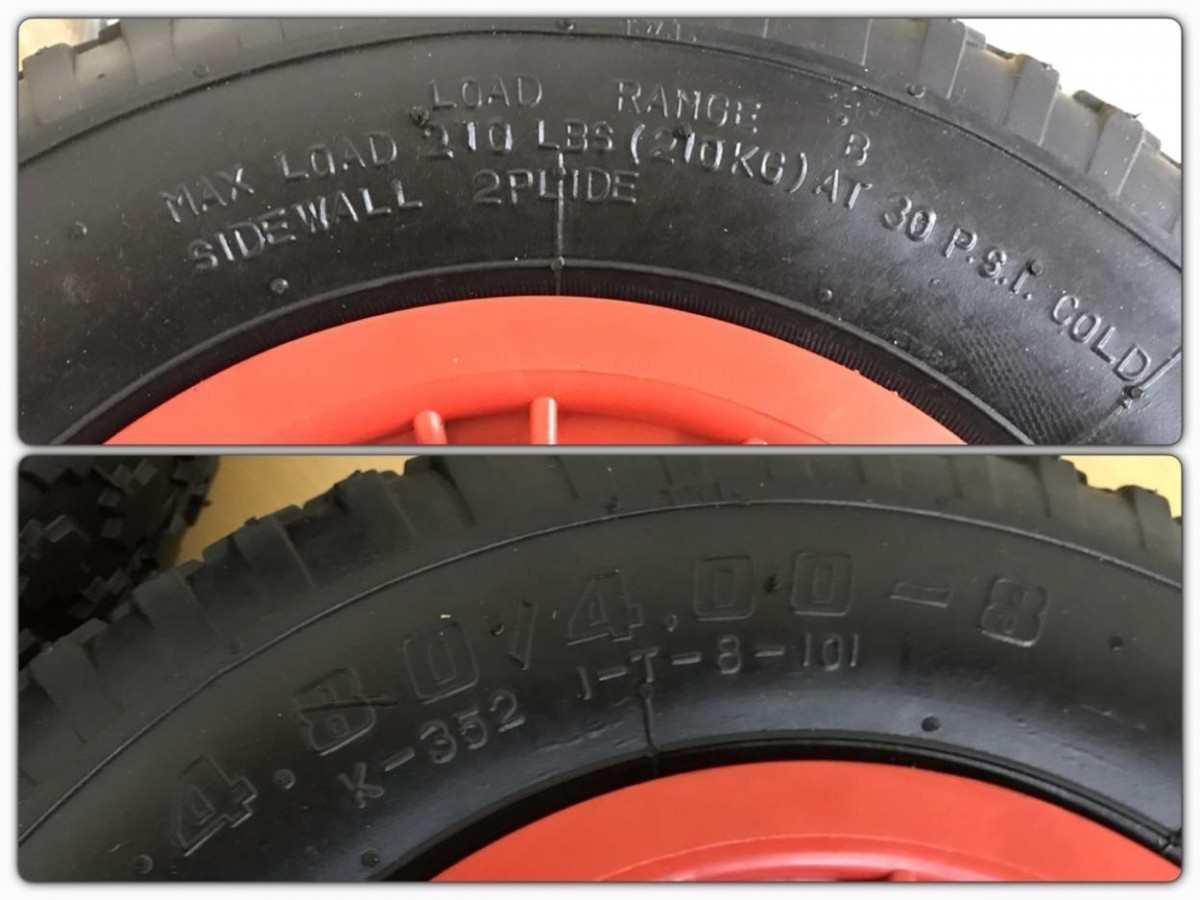 LOAD RANGE B
MAX LOAD 210 LBS (210KG) AT 30 P.S.I. COLD
SIDEWALL 2PLIDE
4.80/4.00-8
K-352 1-T-8-101